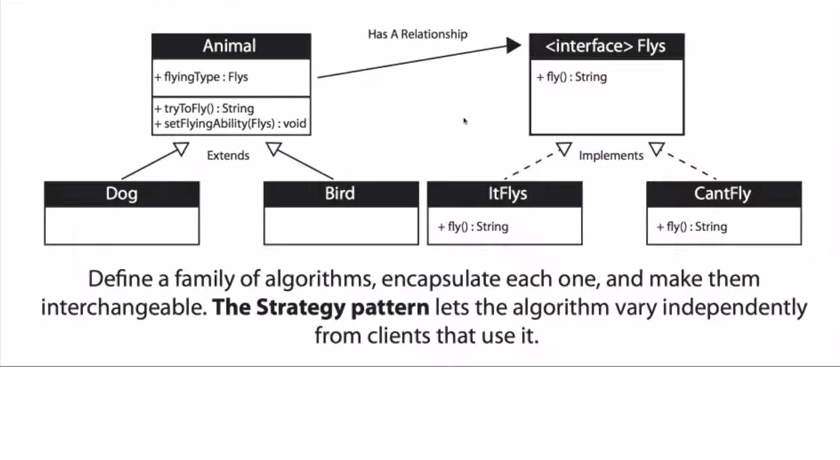 Has A Relationship
Animal
<interface> Flys
+ flyingType : Flys
+ fly() : String
+ tryToFly() : String
+ setFlyingAbility(Flys) : void
Extends
Implements
Dog
Bird
ItFlys
CantFly
+ fly() : String
+ fly() : String
Define a family of algorithms, encapsulate each one, and make them
interchangeable. The Strategy pattern lets the algorithm vary independently
from clients that use it.